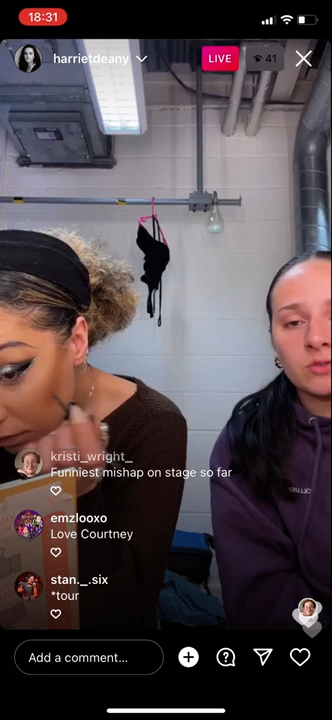 18:31
harrietdeany
LIVE
41
kristi_wright_
Funniest mishap on stage so far
emzlooxo
Love Courtney
stan._.six
*tour
Add a comment...